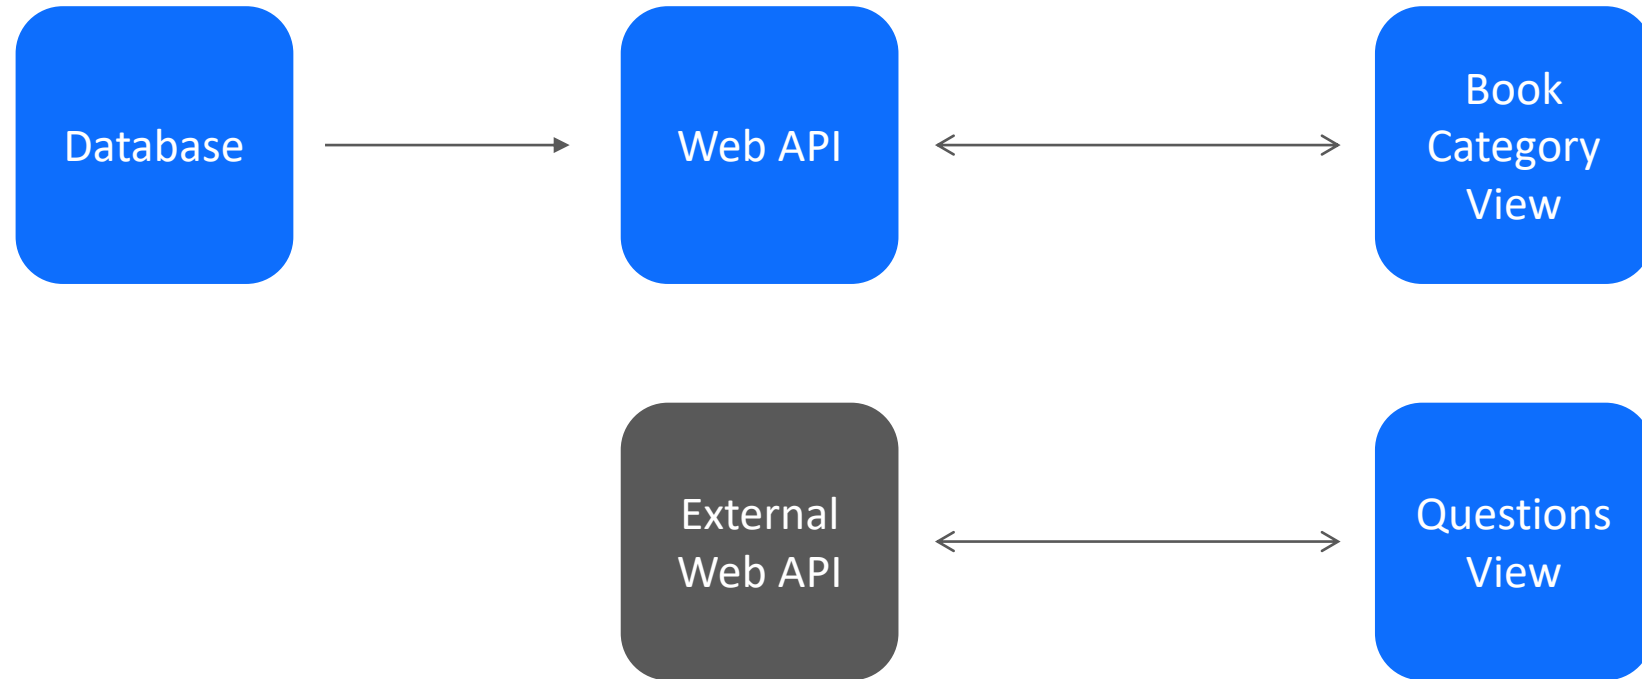 Database
Web API
Book
Category
View
External
Web API
Questions
View